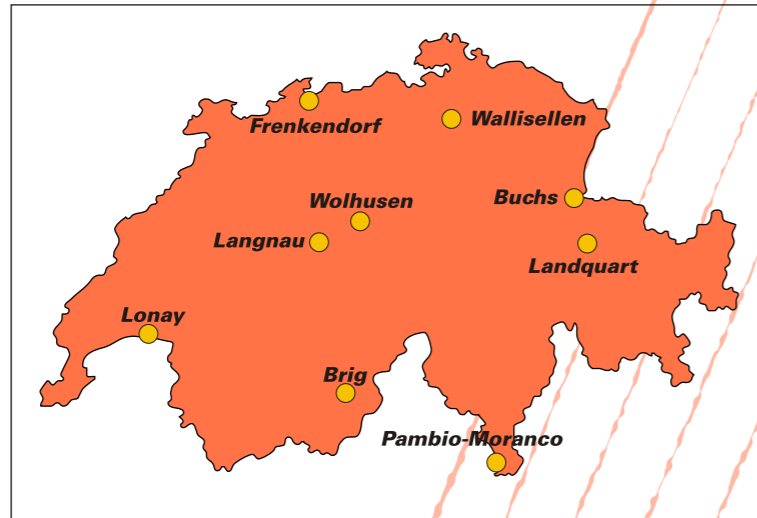 Frenkendorf
Wallisellen
Buchs
Wolhusen
Langnau
Landquart
Lonay
Brig
Pambio-Moranco